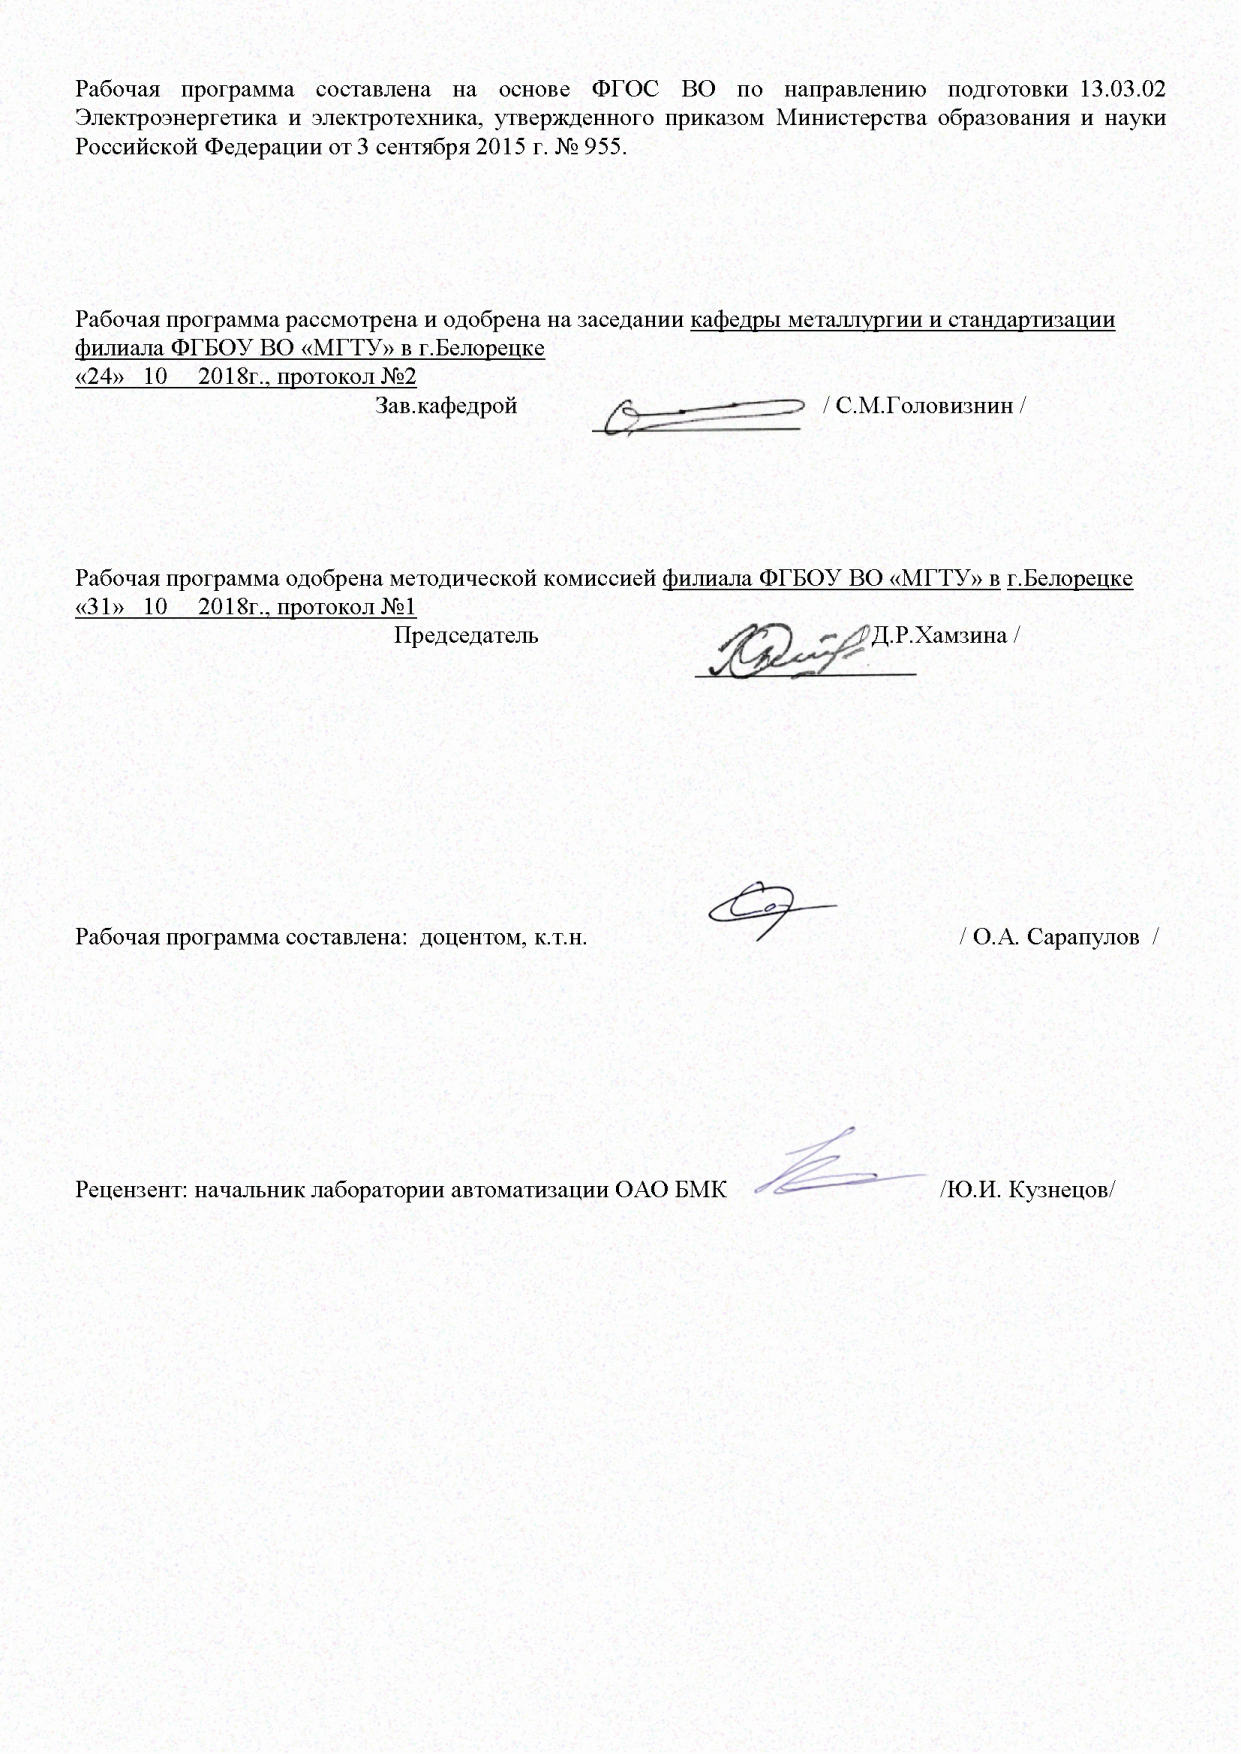 Рабочая программа составлена на основе ФГОС ВО по направлению подготовки 13.03.02
Электроэнергетика и электротехника, утвержденного приказом Министерства образования и науки
Российской Федерации от 3 сентября 2015 г. № 955.
Рабочая программа рассмотрена и одобрена на заседании кафедры металлургии и стандартизации
филиала ФГБОУ ВО «МГТУ» в г.Белорецке
«24» 10 2018г., протокол №2
Зав.кафедрой / С.М.Головизнин /
Рабочая программа одобрена методической комиссией филиала ФГБОУ ВО «МГТУ» в г.Белорецке
«31» 10 2018г., протокол №1
Председатель / Д.Р.Хамзина /
Рабочая программа составлена: доцентом, к.т.н. / О.А. Сарапулов /
Рецензент: начальник лаборатории автоматизации ОАО БМК /Ю.И. Кузнецов/